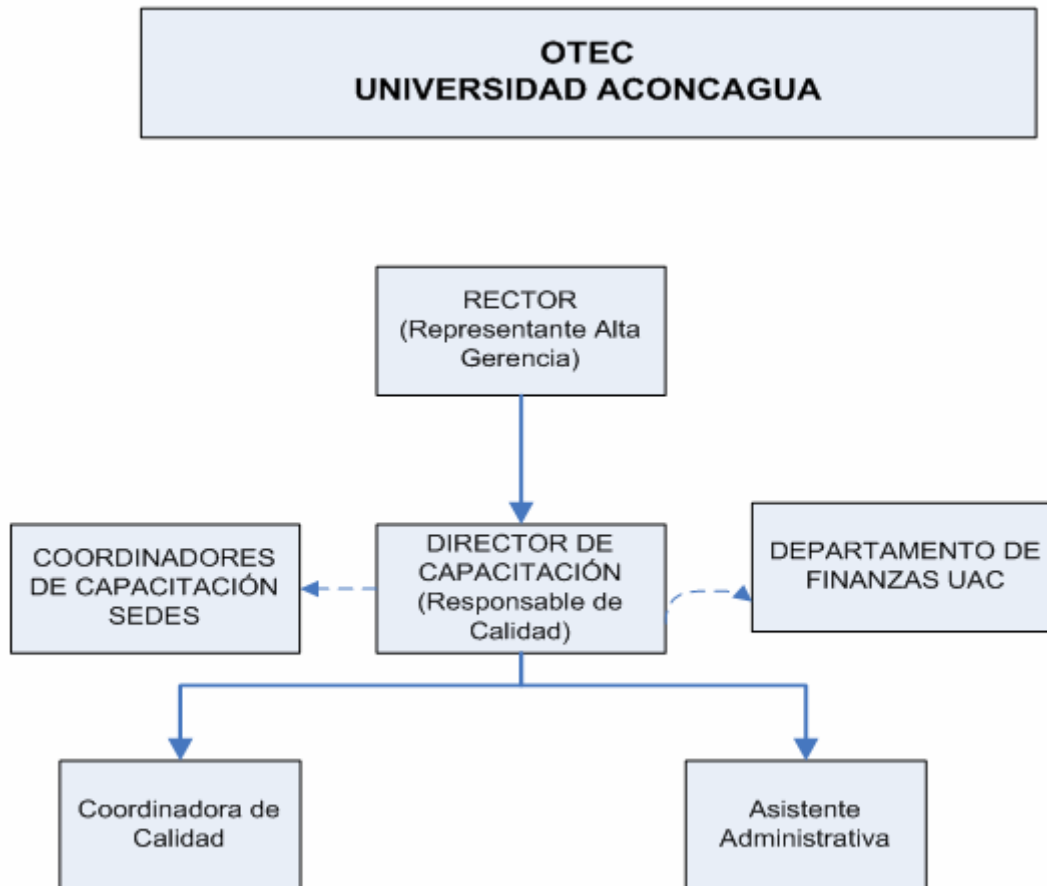 OTEC
UNIVERSIDAD ACONCAGUA
RECTOR
(Representante Alta
Gerencia)
COORDINADORES
DE CAPACITACIÓN
SEDES
DIRECTOR DE
CAPACITACIÓN
(Responsable de
Calidad)
DEPARTAMENTO DE
FINANZAS UAC
Coordinadora de
Calidad
Asistente
Administrativa